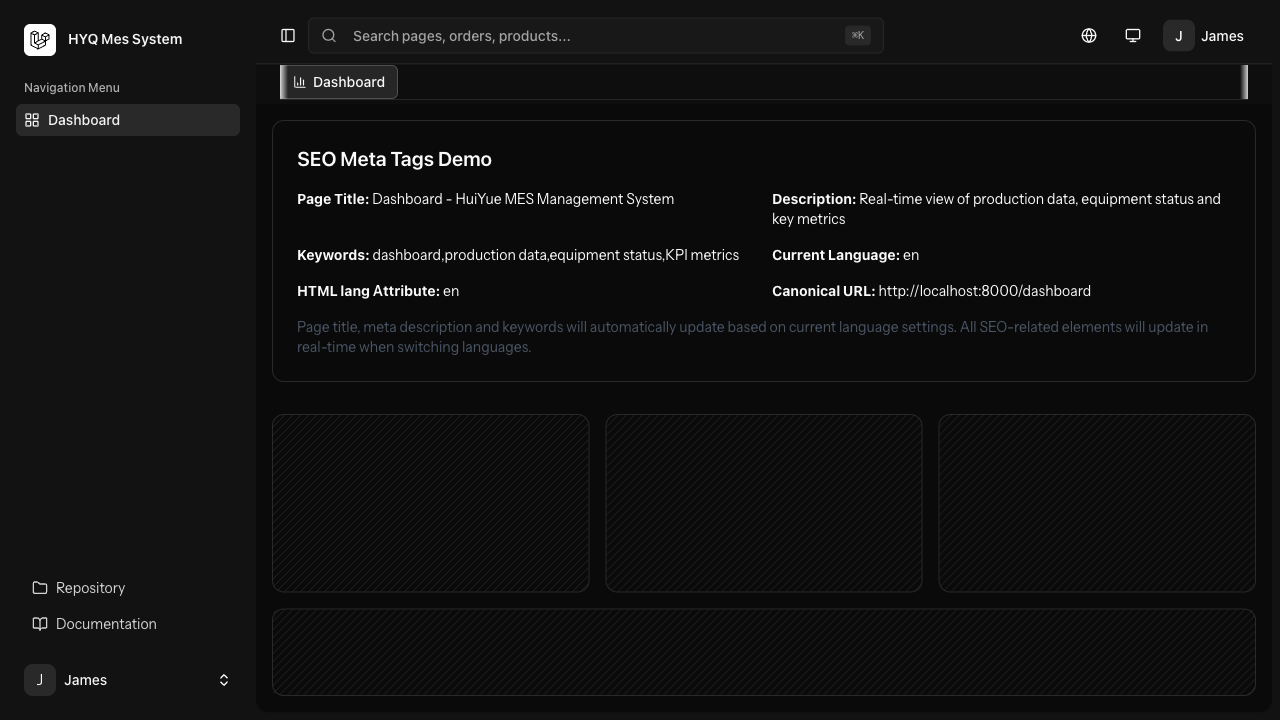 HYQ Mes System
Navigation Menu
Dashboard
Repository
Documentation
J James
Search pages, orders, products... ⌘K
J James
Dashboard
SEO Meta Tags Demo
Page Title: Dashboard - HuiYue MES Management System
Description: Real-time view of production data, equipment status and
key metrics
Keywords: dashboard,production data,equipment status,KPI metrics
Current Language: en
HTML lang Attribute: en
Canonical URL: http://localhost:8000/dashboard
Page title, meta description and keywords will automatically update based on current language settings. All SEO-related elements will update in
real-time when switching languages.